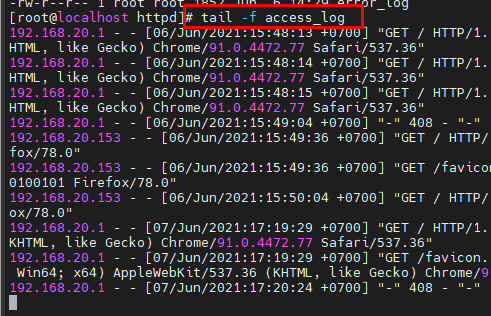 -rw-r--r-- 1 root root 1852 Jun  6 14:29 error_log
[root@localhost httpd]# tail -f access_log
192.168.20.1 - - [06/Jun/2021:15:48:13 +0700] "GET / HTTP/1.
HTML, like Gecko) Chrome/91.0.4472.77 Safari/537.36"
192.168.20.1 - - [06/Jun/2021:15:48:14 +0700] "GET / HTTP/1.
HTML, like Gecko) Chrome/91.0.4472.77 Safari/537.36"
192.168.20.1 - - [06/Jun/2021:15:48:15 +0700] "GET / HTTP/1.
HTML, like Gecko) Chrome/91.0.4472.77 Safari/537.36"
192.168.20.1 - - [06/Jun/2021:15:49:04 +0700] "-" 408 - "-"
192.168.20.153 - - [06/Jun/2021:15:49:36 +0700] "GET / HTTP/
fox/78.0"
192.168.20.153 - - [06/Jun/2021:15:49:36 +0700] "GET /favicon
0100101 Firefox/78.0"
192.168.20.153 - - [06/Jun/2021:15:50:04 +0700] "GET / HTTP/
ox/78.0"
192.168.20.1 - - [07/Jun/2021:17:19:29 +0700] "GET / HTTP/1.
KHTML, like Gecko) Chrome/91.0.4472.77 Safari/537.36"
192.168.20.1 - - [07/Jun/2021:17:19:29 +0700] "GET /favicon.
 Win64; x64) AppleWebKit/537.36 (KHTML, like Gecko) Chrome/9
192.168.20.1 - - [07/Jun/2021:17:20:24 +0700] "-" 408 - "-"